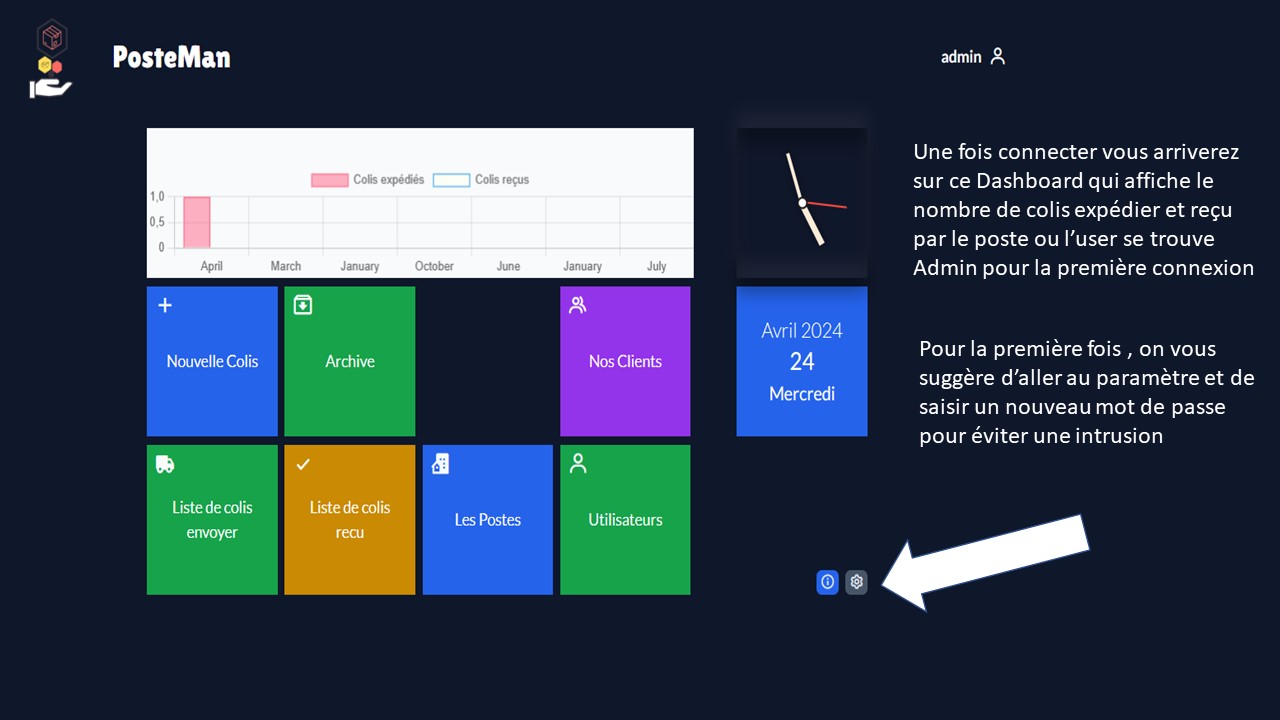 PosteMan
admin
Colis expédiés Colis reçus
1,0
0,5
0
April March January October June January July
Nouvelle Colis
Archive
Nos Clients
Avril 2024
24
Mercredi
Liste de colis
envoyer
Liste de colis
recu
Les Postes
Utilisateurs
Une fois connecter vous arriverez
sur ce Dashboard qui affiche le
nombre de colis expédier et reçu
par le poste ou l’user se trouve
Admin pour la première connexion
Pour la première fois , on vous
suggère d’aller au paramètre et de
saisir un nouveau mot de passe
pour éviter une intrusion